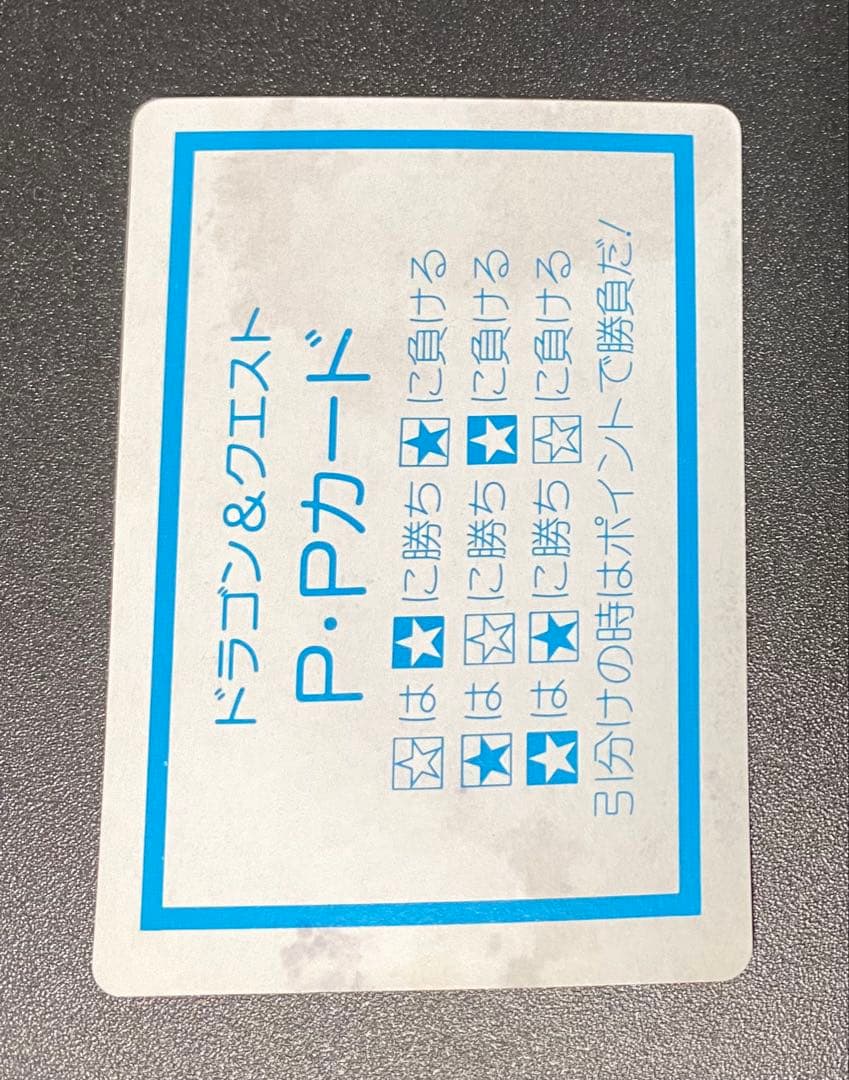 ドラゴン&クエスト
P・Pカード
☆は★に勝ち★に負ける
★は☆に勝ち★に負ける
★は★に勝ち☆に負ける
引分けの時はポイントで勝負だ!